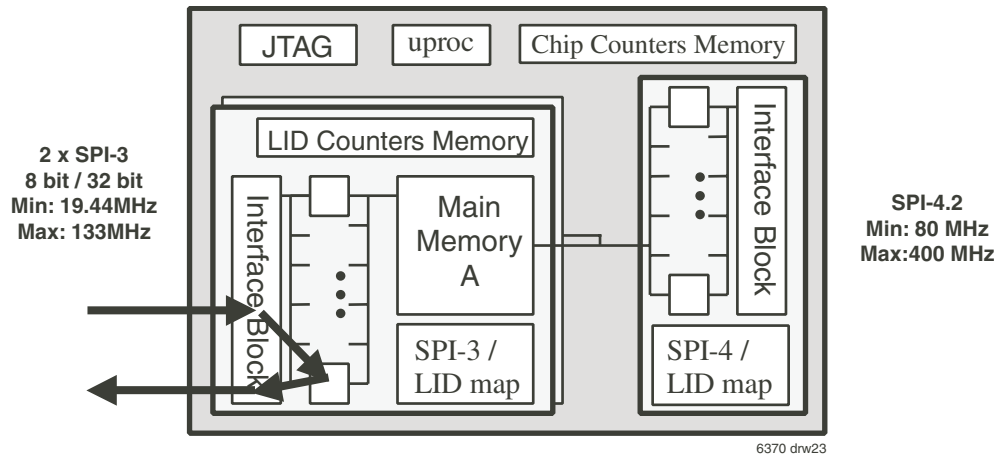 JTAG
uproc
Chip Counters Memory
LID Counters Memory
2 x SPI-3
8 bit / 32 bit
Min: 19.44MHz
Max: 133MHz
Interface Block
Main
Memory
A
SPI-3 /
LID map
Interface Block
SPI-4 /
LID map
SPI-4.2
Min: 80 MHz
Max:400 MHz
6370 drw23